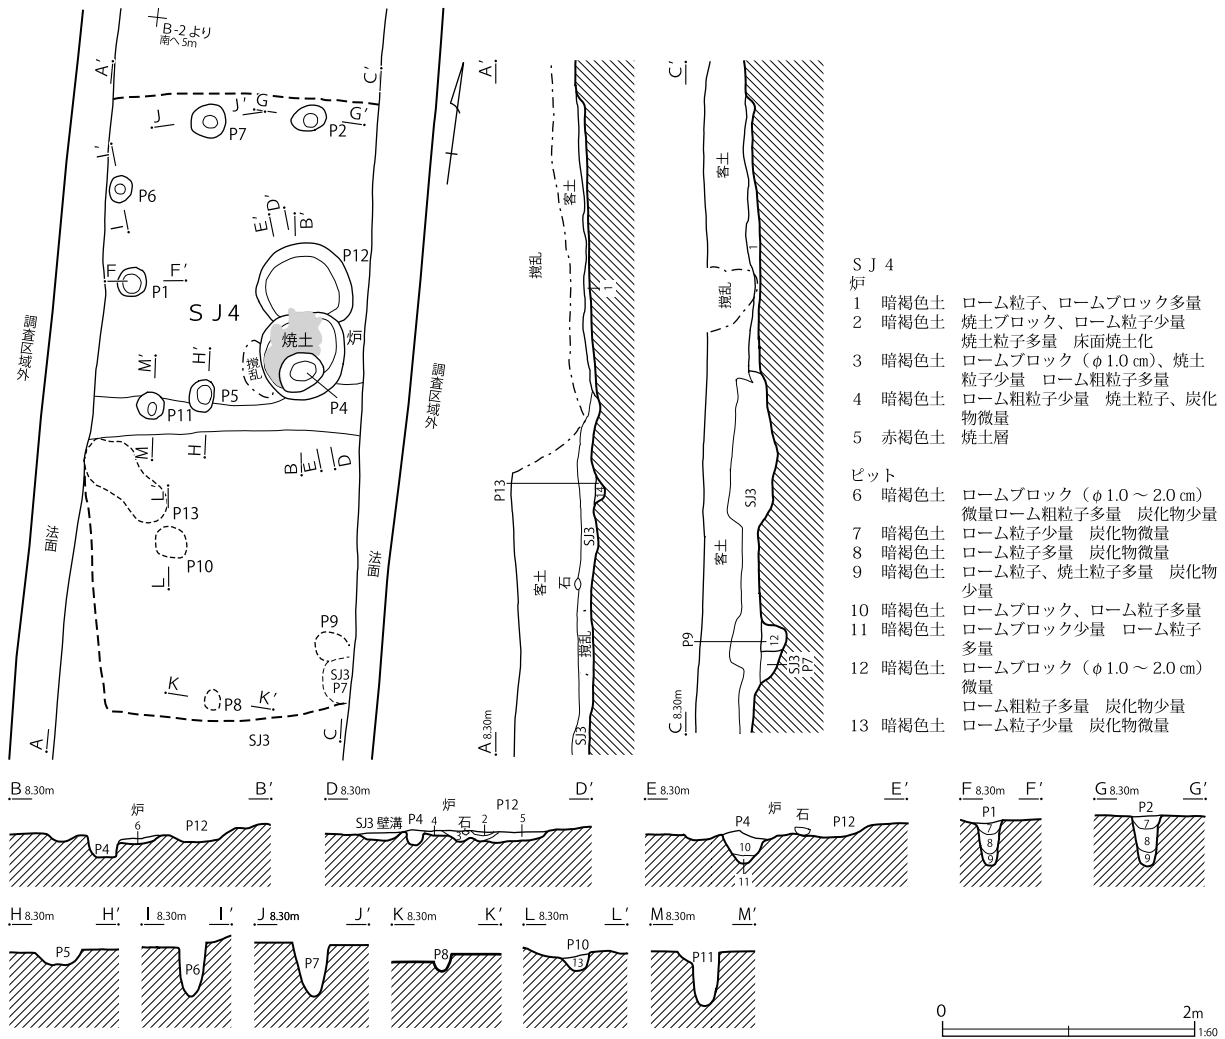 B-2 より
南へ 5m
A'
C'
J
J'
G
G'
P7
P2
I'
P6
I
E'
D'
B'
P12
F
F'
P1
SJ4
炉
焼土
撹乱
M'
H'
P5
P11
P4
M
H
B
E
D
L
P13
P10
L
P9
SJ3
P7
K
K'
P8
SJ3
A
C
調査区域外
法面
調査区域外
法面
A'
客土
撹乱
1
P13
14
SJ3
客土
石
撹乱
SJ3
A 8.30m
C'
客土
1
撹乱
SJ3
客土
P9
12
SJ3
P7
C 8.30m
SJ4
炉
1 暗褐色土 ローム粒子、ロームブロック多量
2 暗褐色土 焼土ブロック、ローム粒子少量
焼土粒子多量 床面焼土化
3 暗褐色土 ロームブロック（φ1.0 ㎝）、焼土
粒子少量 ローム粗粒子多量
4 暗褐色土 ローム粗粒子少量 焼土粒子、炭化
物微量
5 赤褐色土 焼土層
ピット
6 暗褐色土 ロームブロック（φ1.0 ～ 2.0 ㎝）
微量ローム粗粒子多量 炭化物少量
7 暗褐色土 ローム粒子少量 炭化物微量
8 暗褐色土 ローム粒子多量 炭化物微量
9 暗褐色土 ローム粒子、焼土粒子多量 炭化物
少量
10 暗褐色土 ロームブロック、ローム粒子多量
11 暗褐色土 ロームブロック少量 ローム粒子
多量
12 暗褐色土 ロームブロック（φ1.0 ～ 2.0 ㎝）
微量
ローム粗粒子多量 炭化物少量
13 暗褐色土 ローム粒子少量 炭化物微量
B 8.30m B'
炉
6
P12
P4
D 8.30m D'
炉 P12
SJ3 壁溝 P4 4 石 2 5
3
E 8.30m E'
炉 石
P4 P12
10
11
F 8.30m F'
P1
7
8
9
G 8.30m G'
P2
7
8
9
H 8.30m H'
P5
I 8.30m I'
P6
J 8.30m J'
P7
K 8.30m K'
P8
L 8.30m L'
P10
13
M 8.30m M'
P11
0 2m
1:60